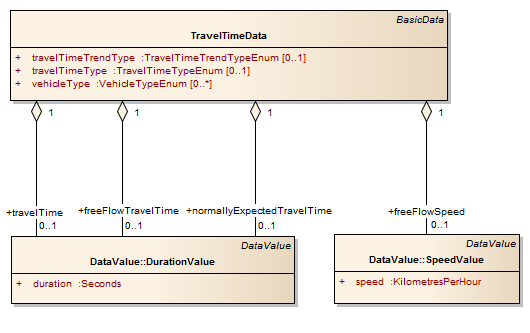 BasicData
TravelTimeData
+ travelTimeTrendType :TravelTimeTrendTypeEnum [0..1]
+ travelTimeType :TravelTimeTypeEnum [0..1]
+ vehicleType :VehicleTypeEnum [0..*]
1 1 1 1
+travelTime +freeFlowTravelTime +normallyExpectedTravelTime +freeFlowSpeed
0..1 0..1 0..1 0..1
DataValue
DataValue::DurationValue
+ duration :Seconds
DataValue
DataValue::SpeedValue
+ speed :KilometresPerHour